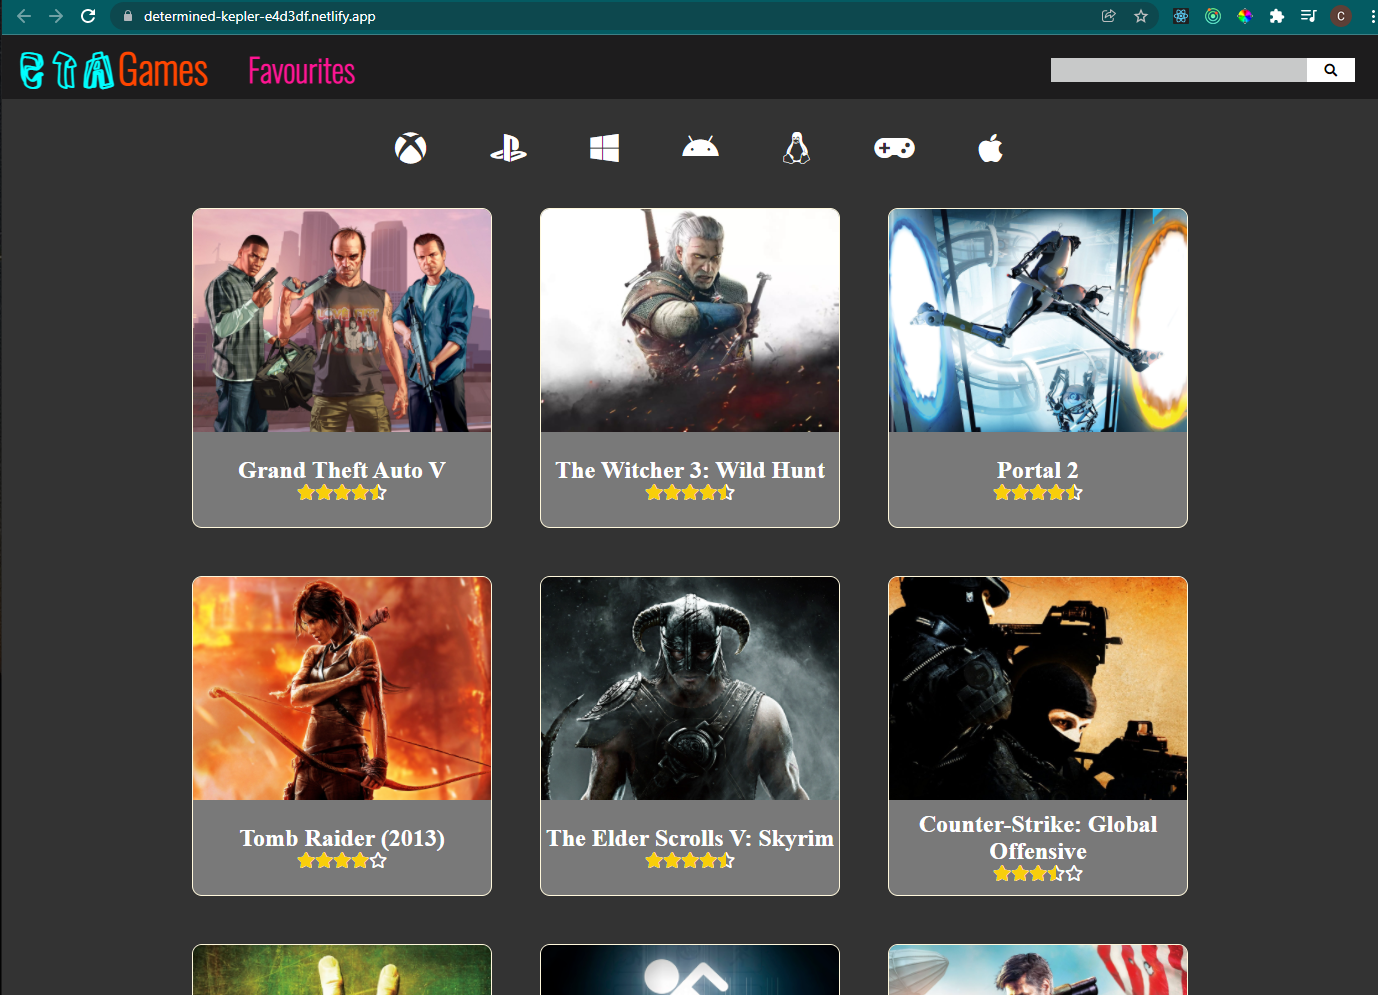 determined-kepler-e4d3df.netlify.app
C
ETA Games
Favourites
Grand Theft Auto V
The Witcher 3: Wild Hunt
Portal 2
Tomb Raider (2013)
The Elder Scrolls V: Skyrim
Counter-Strike: Global
Offensive